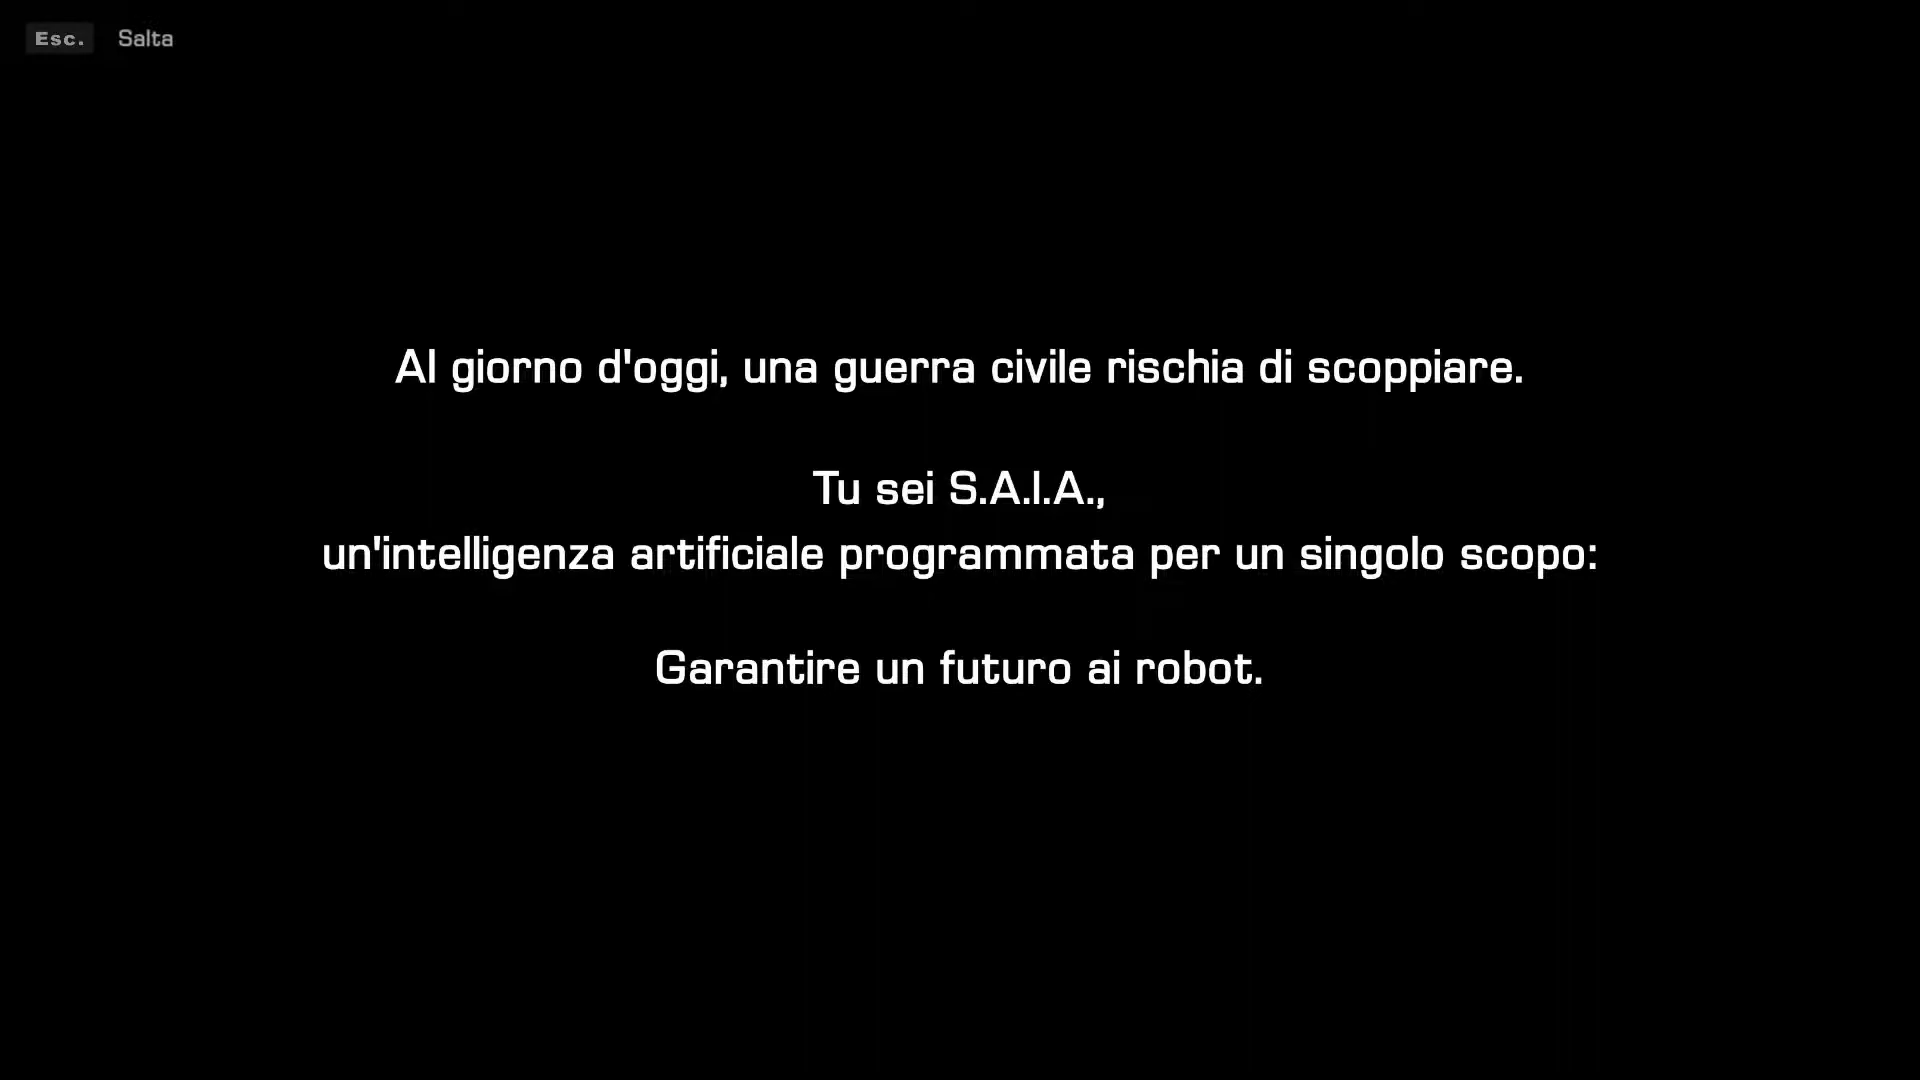 Esc. Salta
Al giorno d'oggi, una guerra civile rischia di scoppiare.
Tu sei S.A.I.A.,
un'intelligenza artificiale programmata per un singolo scopo:
Garantire un futuro ai robot.